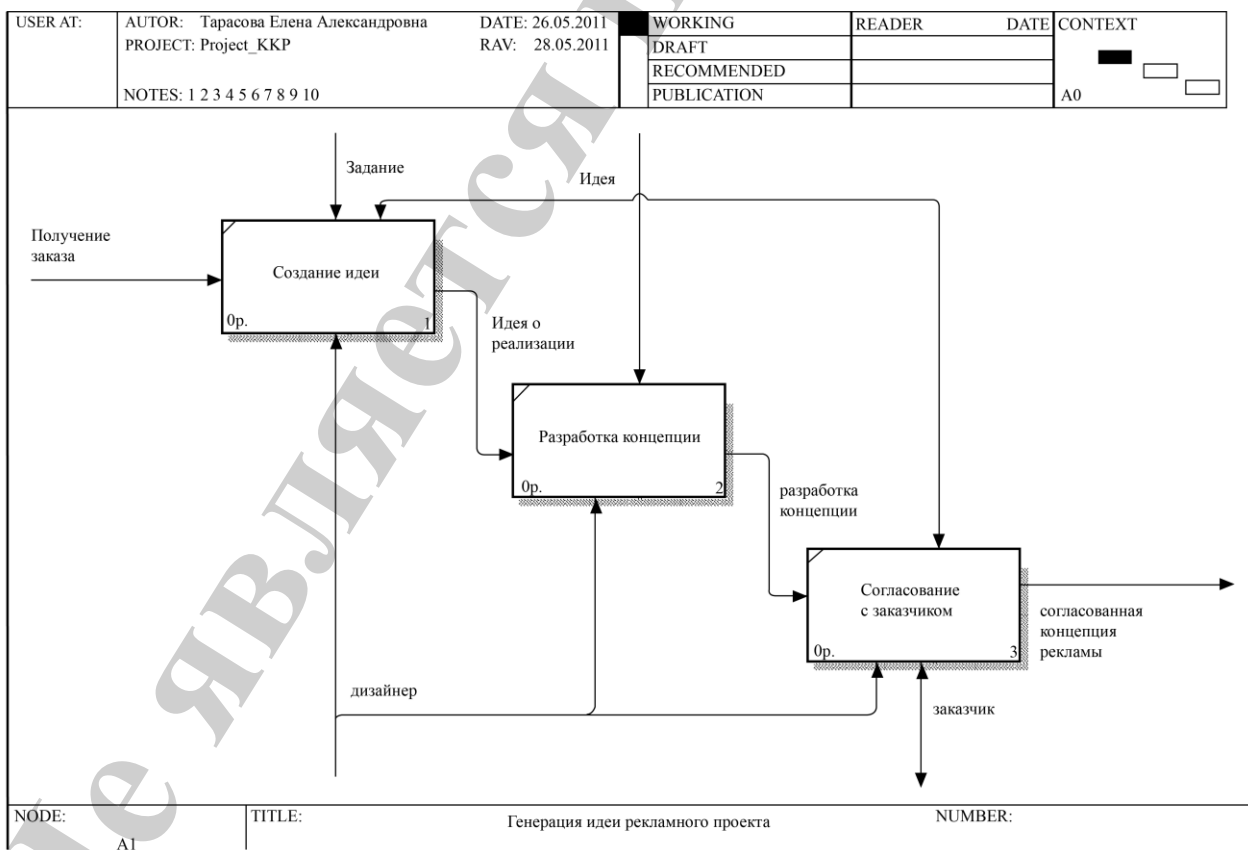 USER AT:
AUTOR: Тарасова Елена Александровна
DATE: 26.05.2011
PROJECT: Project_KKP
RAV: 28.05.2011
NOTES: 1 2 3 4 5 6 7 8 9 10
WORKING
DRAFT
RECOMMENDED
PUBLICATION
READER DATE
CONTEXT
A0
Задание
Идея
Получение
заказа
Создание идеи
0р. 1
Идея о
реализации
Разработка концепции
0р. 2
разработка
концепции
Согласование
с заказчиком
0р. 3
согласованная
концепция
рекламы
дизайнер
заказчик
NODE:
A1
TITLE:
Генерация идеи рекламного проекта
NUMBER:
не является